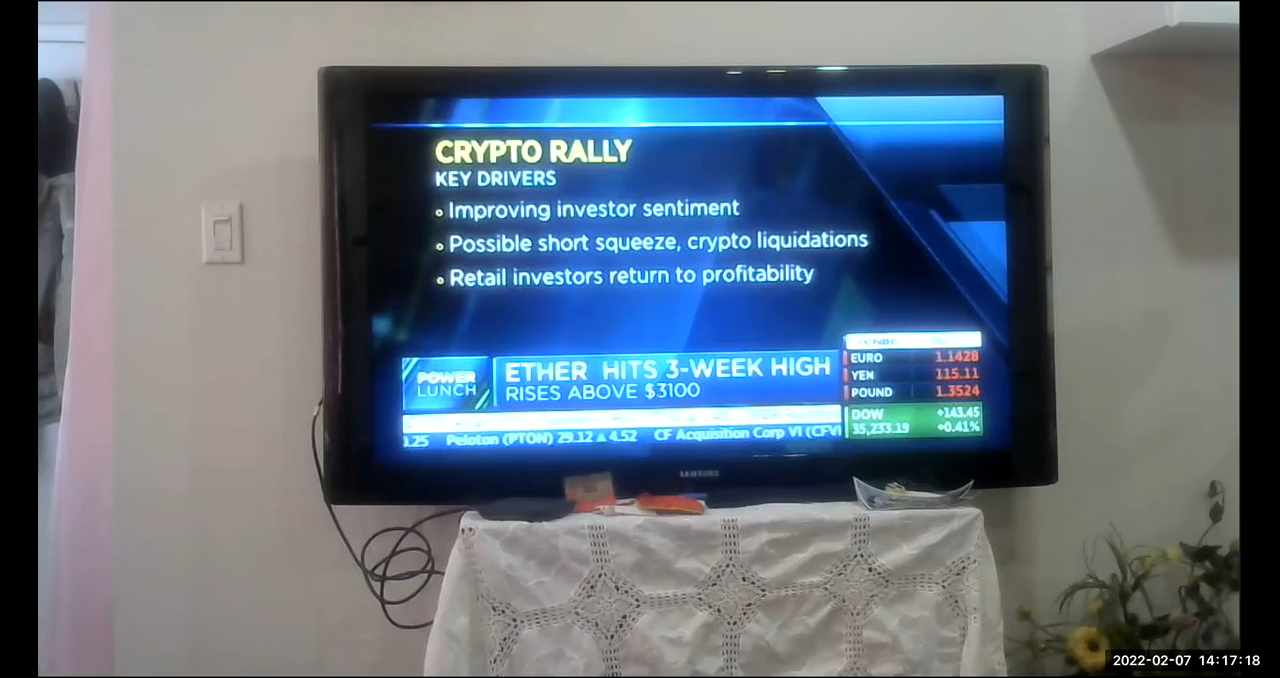 CRYPTO RALLY
KEY DRIVERS
Improving investor sentiment
Possible short squeeze, crypto liquidations
Retail investors return to profitability
POWER
LUNCH
ETHER HITS 3-WEEK HIGH
RISES ABOVE $3100
CNBC
EURO 1.1428
YEN 115.11
POUND 1.3524
DOW +143.45
35,233.19 +0.41%
Peloton (PTON) 29.12▲4.52 CF Acquisition Corp VI (CFVI
SAMSUNG
2022-02-07 14:17:18